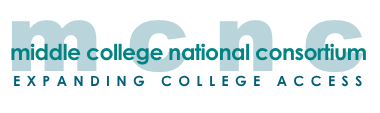 mcnc
middle college national consortium
EXPANDING COLLEGE ACCESS